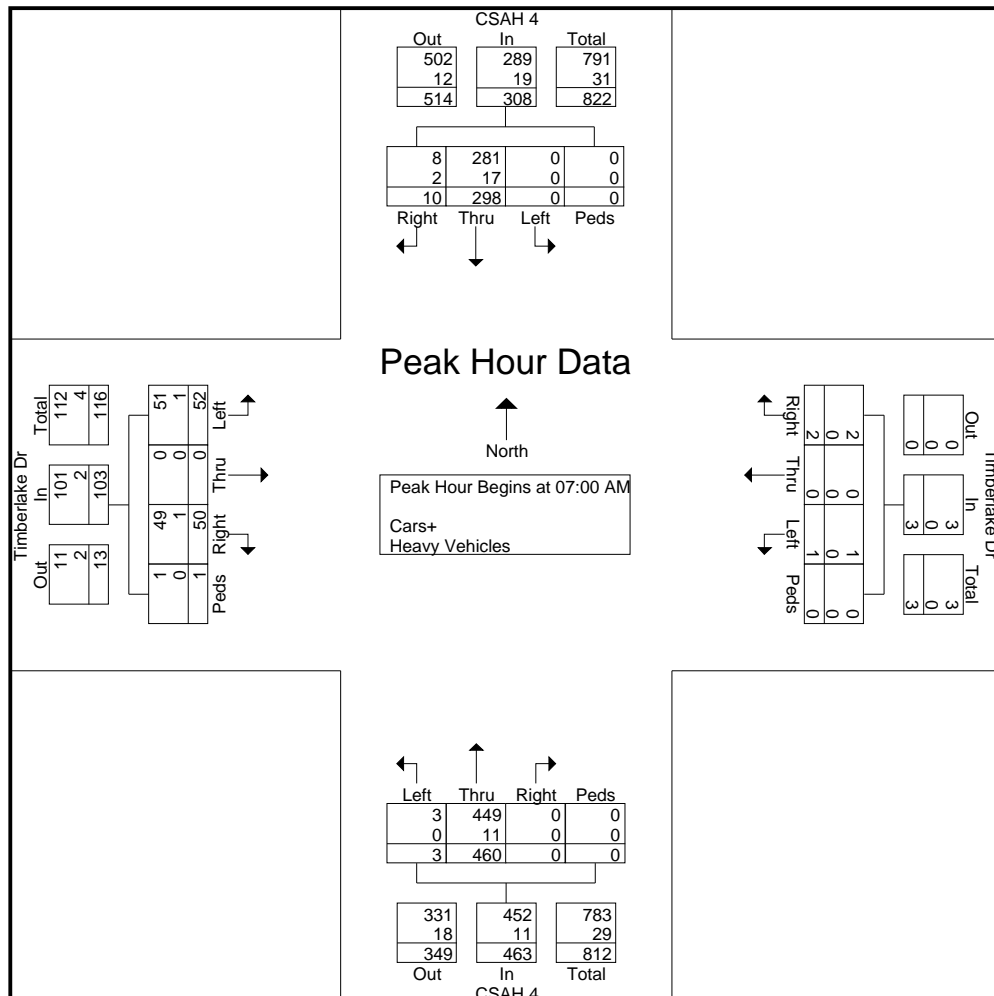 CSAH 4
Out In Total
502 289 791
12 19 31
514 308 822
8 281 0 0
2 17 0 0
10 298 0 0
Right Thru Left Peds
Peak Hour Data
North
Peak Hour Begins at 07:00 AM
Cars+
Heavy Vehicles
Timberlake Dr
Out In Total
11 101 112
2 2 4
13 103 116
51 0 49 1
1 0 1 0
52 0 50 1
Left Thru Right Peds
Timberlake Dr
Out In Total
0 3 3
0 0 0
0 3 3
Right Thru Left Peds
2 0 1 0
0 0 0 0
2 0 1 0
Left Thru Right Peds
3 449 0 0
0 11 0 0
3 460 0 0
331 452 783
18 11 29
349 463 812
Out In Total
CSAH 4